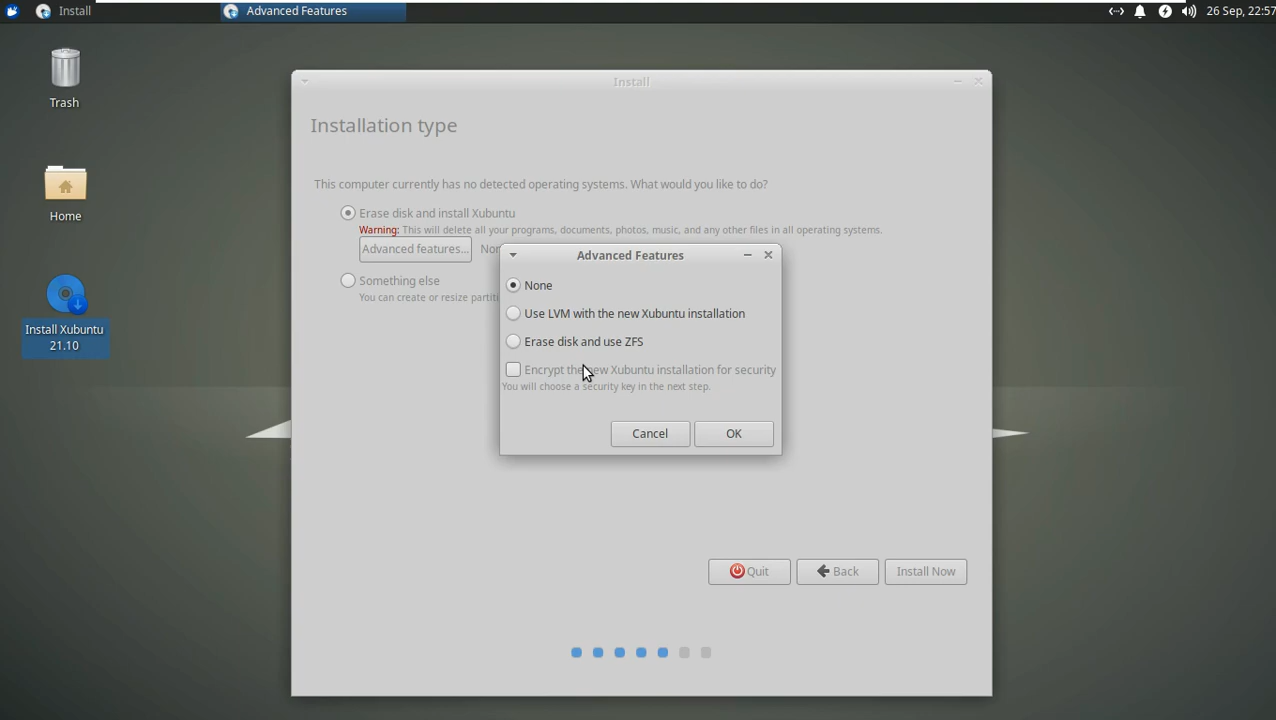 Install
Advanced Features
26 Sep, 22:57
Trash
Home
Install Xubuntu
21.10
Install
Installation type
This computer currently has no detected operating systems. What would you like to do?
Erase disk and install Xubuntu
Warning: This will delete all your programs, documents, photos, music, and any other files in all operating systems.
Advanced features...
Something else
You can create or resize
Advanced Features
None
Use LVM with the new Xubuntu installation
Erase disk and use ZFS
Encrypt the new Xubuntu installation for security
You will choose a security key in the next step.
Cancel
OK
Quit
Back
Install Now